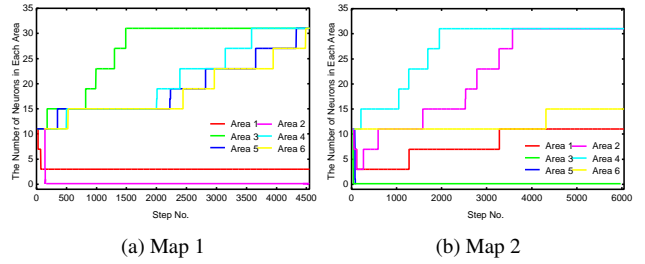 The Number of Neurons in Each Area
35
30
25
20
15
10
5
0
0 500 1000 1500 2000 2500 3000 3500 4000 4500
Step No.
Area 1 Area 2
Area 3 Area 4
Area 5 Area 6
(a) Map 1
The Number of Neurons in Each Area
35
30
25
20
15
10
5
0
0 1000 2000 3000 4000 5000 6000
Step No.
Area 1 Area 2
Area 3 Area 4
Area 5 Area 6
(b) Map 2